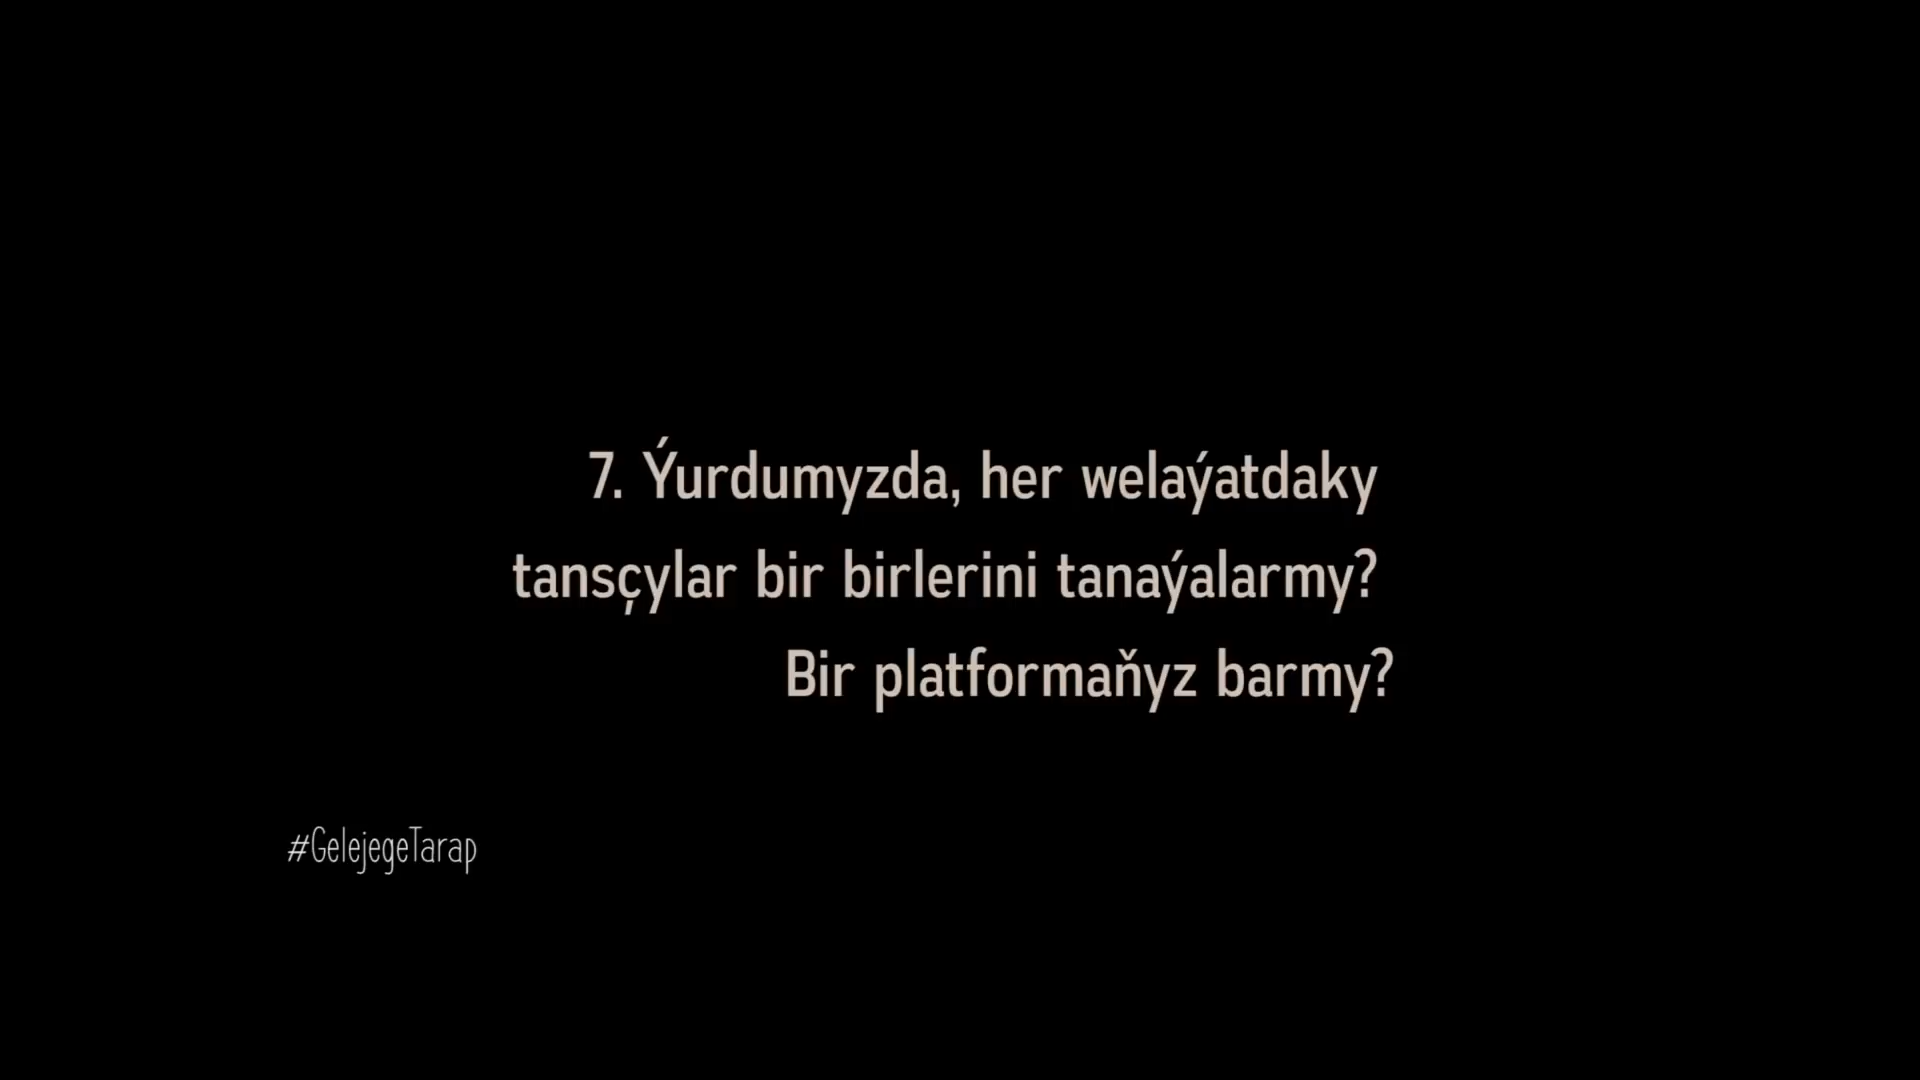 7. Ýurdumyzda, her welaýatdaky
tansçylar bir birlerini tanaýalarmy?
Bir platformaňyz barmy?
#GelejegeTarap